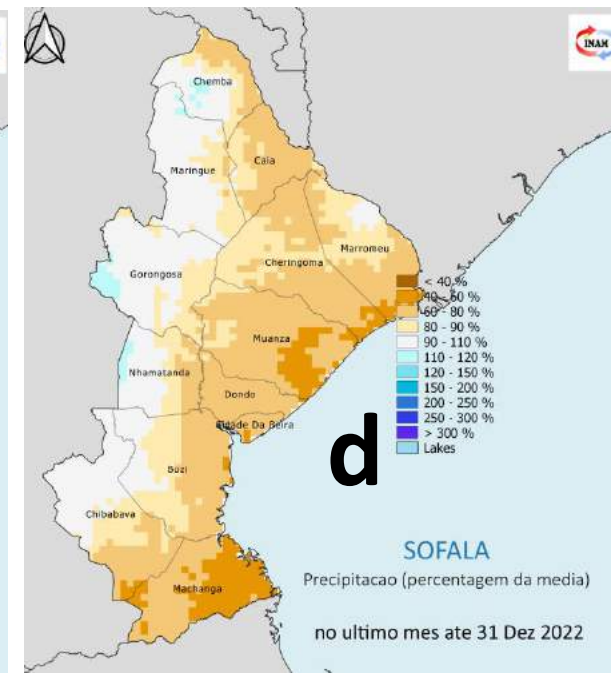 INAM
Chemba
Caia
Maringue
Marromeu
Cheringoma
Gorongosa
< 40 %
40 - 60 %
60 - 80 %
80 - 90 %
90 - 110 %
110 - 120 %
120 - 150 %
150 - 200 %
200 - 250 %
250 - 300 %
> 300 %
Lakes
Muanza
Nhamatanda
Dondo
Cidade Da Beira
d
Buzi
Chibabava
Machanga
SOFALA
Precipitacao (percentagem da media)
no ultimo mes ate 31 Dez 2022